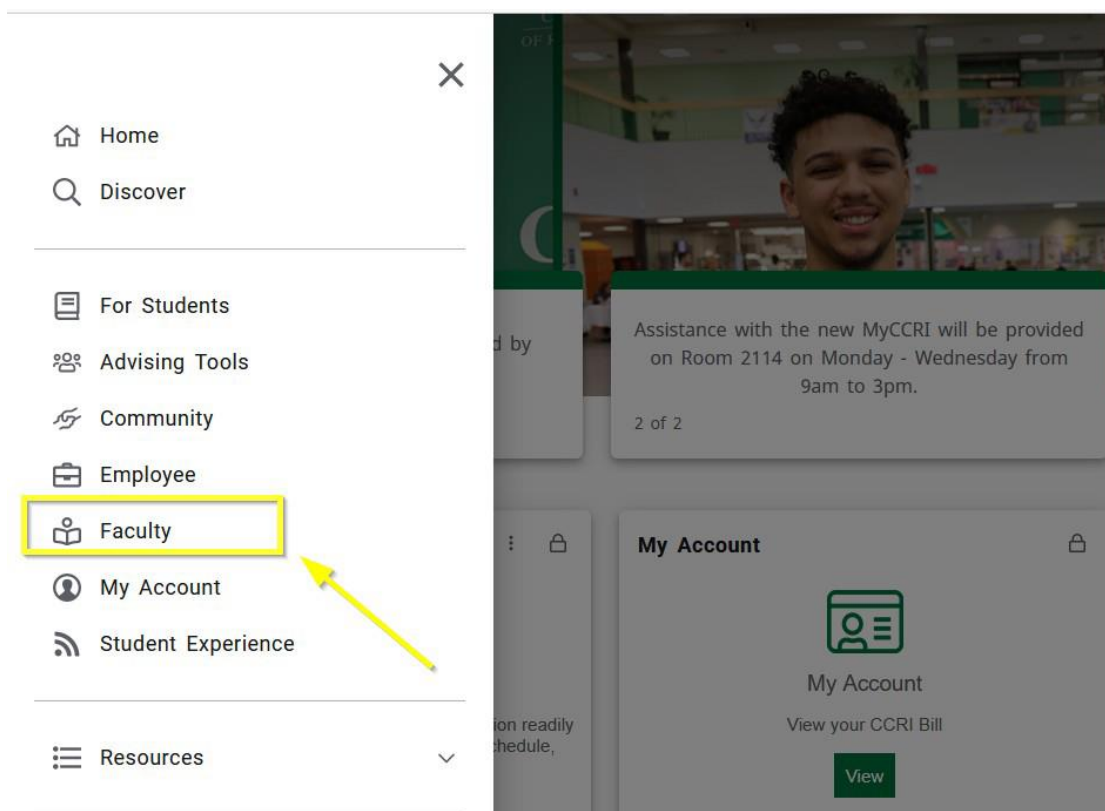 OF
Home
Discover
For Students
Advising Tools
Community
Employee
Faculty
My Account
Student Experience
Resources
d by
Assistance with the new MyCCRI will be provided
on Room 2114 on Monday - Wednesday from
9am to 3pm.
2 of 2
My Account
My Account
View your CCRI Bill
View
ion readily
chedule,